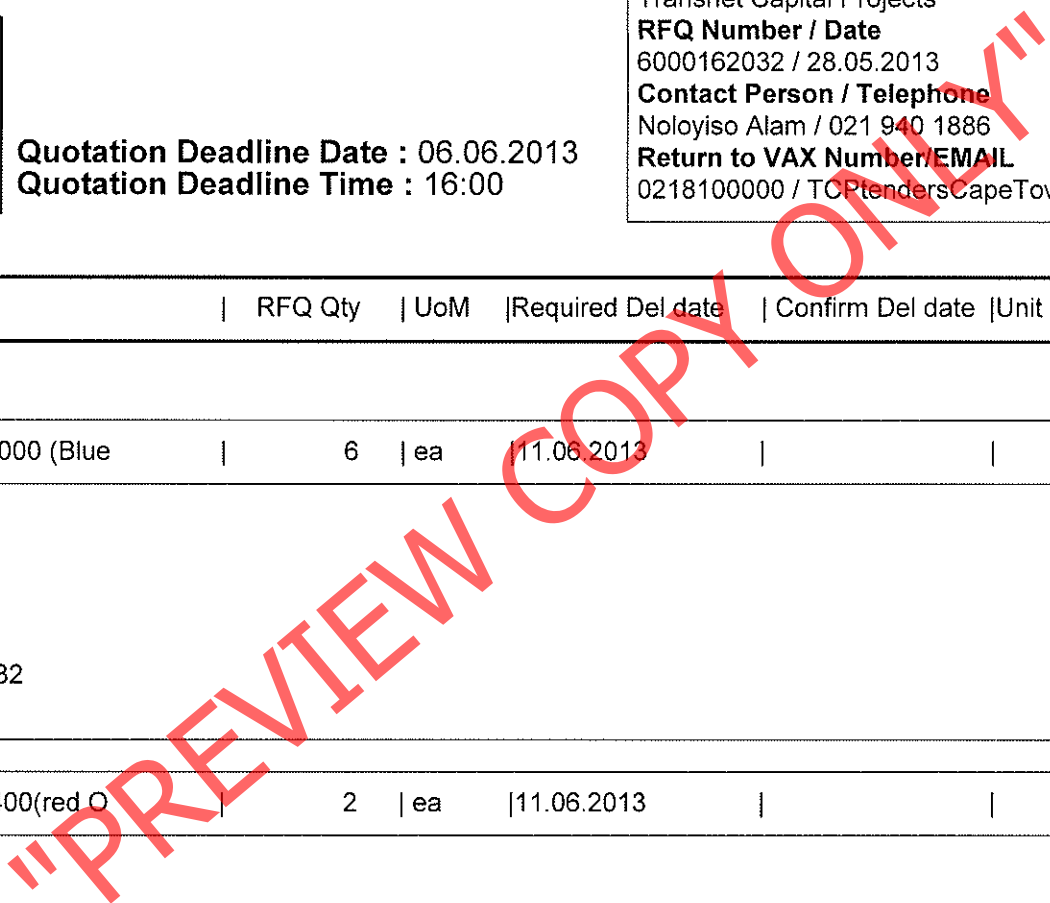 Transnet Capital Projects
RFQ Number / Date
6000162032 / 28.05.2013
Contact Person / Telephone
Noloyiso Alam / 021 940 1886
Return to VAX Number/EMAIL
0218100000 / TCPtendersCapeTov
Quotation Deadline Date : 06.06.2013
Quotation Deadline Time : 16:00
| RFQ Qty | UoM |Required Del date | Confirm Del date |Unit
000 (Blue | 6 | ea |11.06.2013 | |
32
00(red O | 2 | ea |11.06.2013 | |
"PREVIEW COPY ONLY"